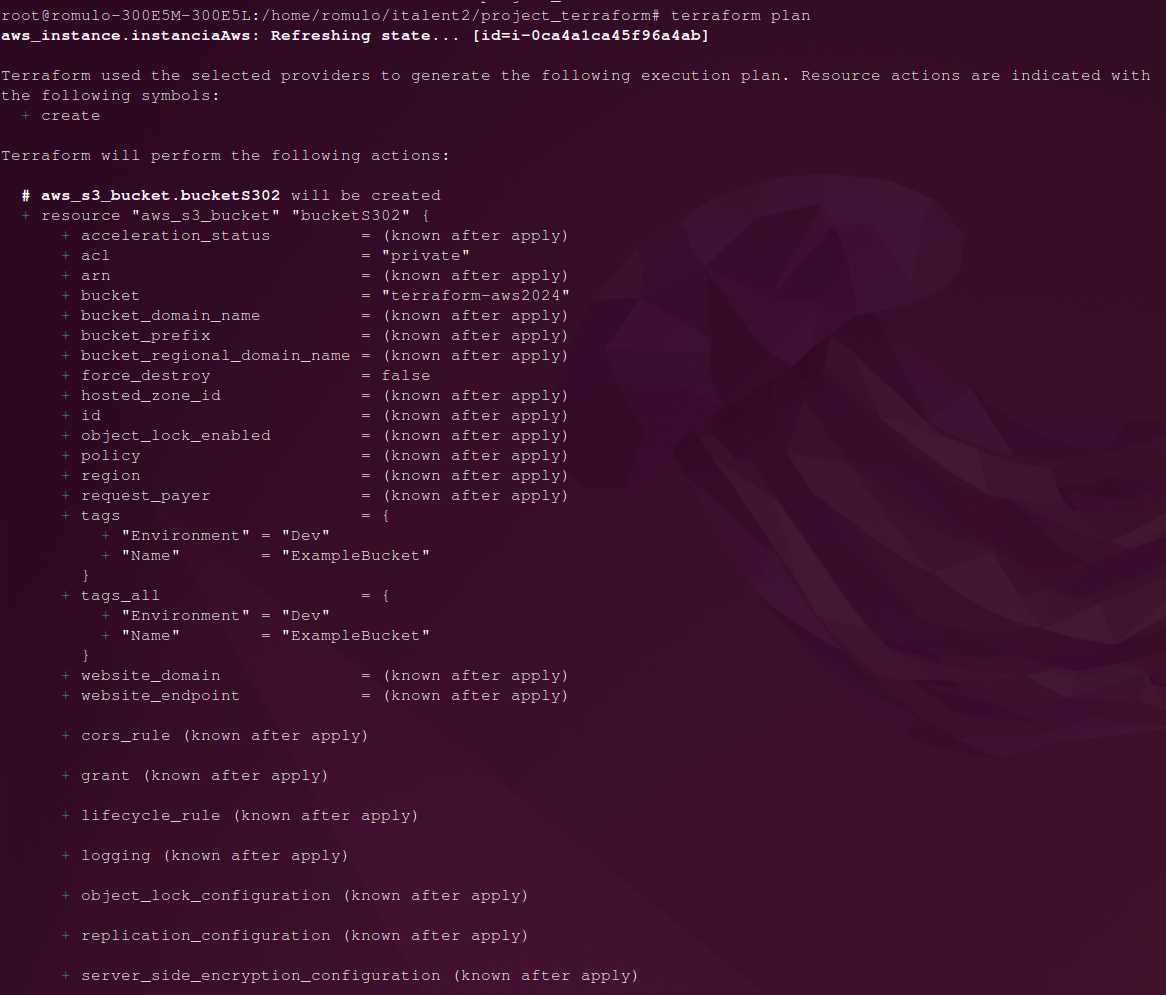 root@romulo-300E5M-300E5L:/home/romulo/italent2/project_terraform# terraform plan
aws_instance.instanciaAws: Refreshing state... [id=i-0ca4a1ca45f96a4ab]
Terraform used the selected providers to generate the following execution plan. Resource actions are indicated with
the following symbols:
  + create
Terraform will perform the following actions:
  # aws_s3_bucket.bucketS302 will be created
  + resource "aws_s3_bucket" "bucketS302" {
      + acceleration_status         = (known after apply)
      + acl                         = "private"
      + arn                         = (known after apply)
      + bucket                      = "terraform-aws2024"
      + bucket_domain_name          = (known after apply)
      + bucket_prefix               = (known after apply)
      + bucket_regional_domain_name = (known after apply)
      + force_destroy               = false
      + hosted_zone_id              = (known after apply)
      + id                          = (known after apply)
      + object_lock_enabled         = (known after apply)
      + policy                      = (known after apply)
      + region                      = (known after apply)
      + request_payer               = (known after apply)
      + tags                        = {
          + "Environment" = "Dev"
          + "Name"        = "ExampleBucket"
        }
      + tags_all                    = {
          + "Environment" = "Dev"
          + "Name"        = "ExampleBucket"
        }
      + website_domain              = (known after apply)
      + website_endpoint            = (known after apply)
      + cors_rule (known after apply)
      + grant (known after apply)
      + lifecycle_rule (known after apply)
      + logging (known after apply)
      + object_lock_configuration (known after apply)
      + replication_configuration (known after apply)
      + server_side_encryption_configuration (known after apply)